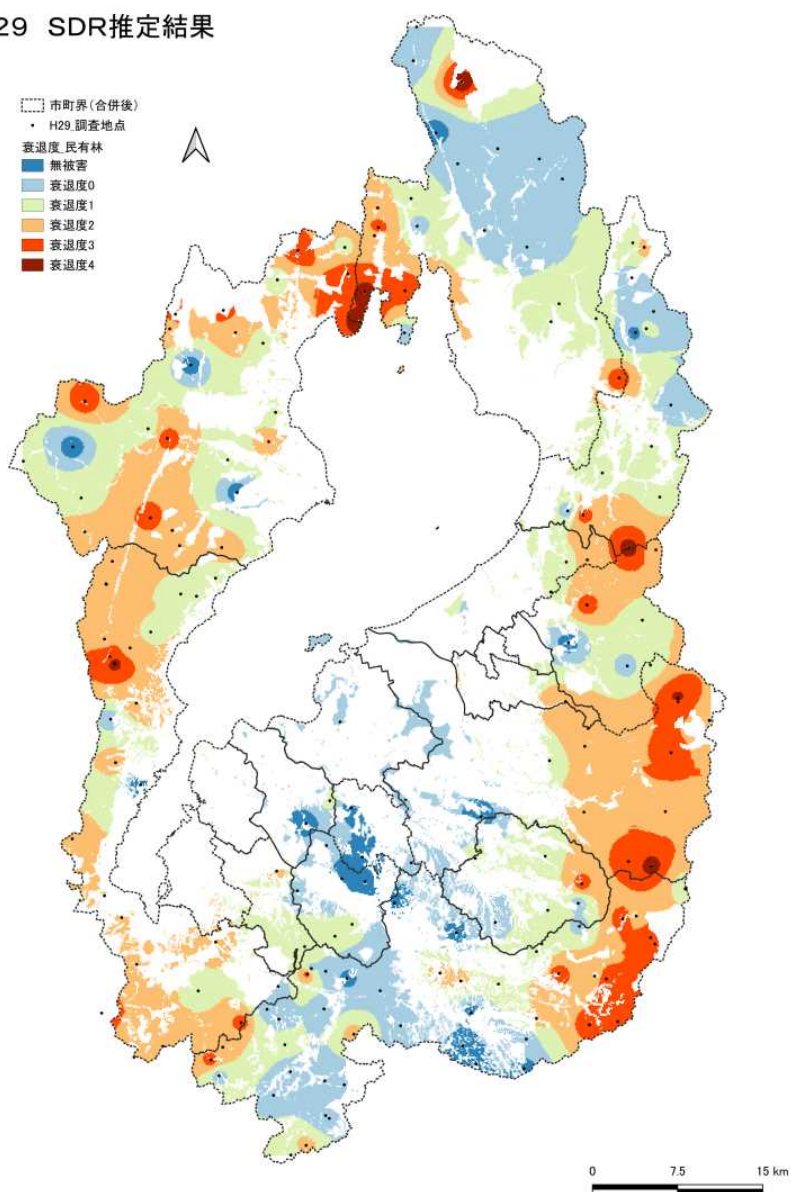 29 SDR推定結果
市町界(合併後)
H29_調査地点
衰退度_民有林
無被害
衰退度0
衰退度1
衰退度2
衰退度3
衰退度4
0 7.5 15 km